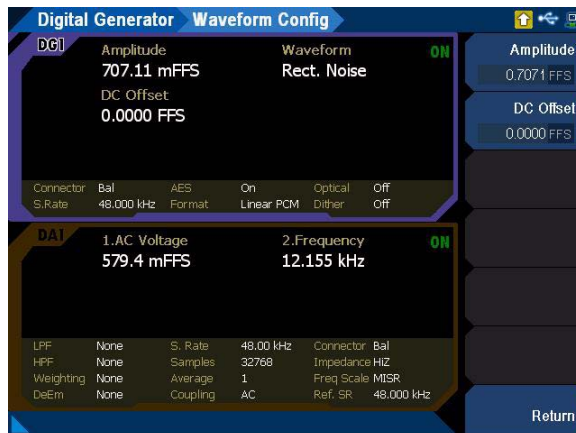 Digital Generator Waveform Config
DG1
Amplitude Waveform ON
707.11 mFFS Rect. Noise
DC Offset
0.0000 FFS
Connector Bal AES On Optical Off
S.Rate 48.000 kHz Format Linear PCM Dither Off
DA1
1.AC Voltage 2.Frequency ON
579.4 mFFS 12.155 kHz
LPF None S. Rate 48.00 kHz Connector Bal
HPF None Samples 32768 Impedance HiZ
Weighting None Average 1 Freq Scale MISR
DeEm None Coupling AC Ref. SR 48.000 kHz
Amplitude
0.7071 FFS
DC Offset
0.0000 FFS
Return